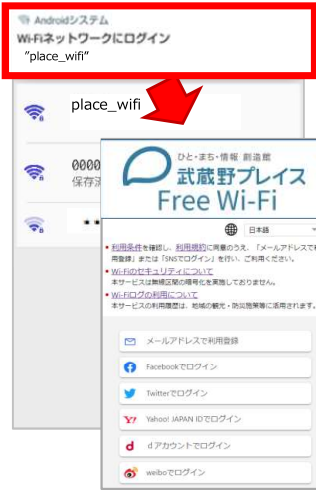 Androidシステム
Wi-Fiネットワークにログイン
"place_wifi"
place_wifi
0000
保存済
ひと・まち・情報 創造館
武蔵野プレイス
Free Wi-Fi
日本語
利用条件を確認し、利用規約に同意のうえ、「メールアドレスで利
用登録」または「SNSでログイン」を行い、ご利用ください。
Wi-Fiのセキュリティについて
本サービスは無線区間の暗号化を実施しておりません。
Wi-Fiログの利用について
本サービスの利用履歴は、地域の観光・防災施策等に活用されます。
メールアドレスで利用登録
Facebookでログイン
Twitterでログイン
Yahoo! JAPAN IDでログイン
dアカウントでログイン
weiboでログイン